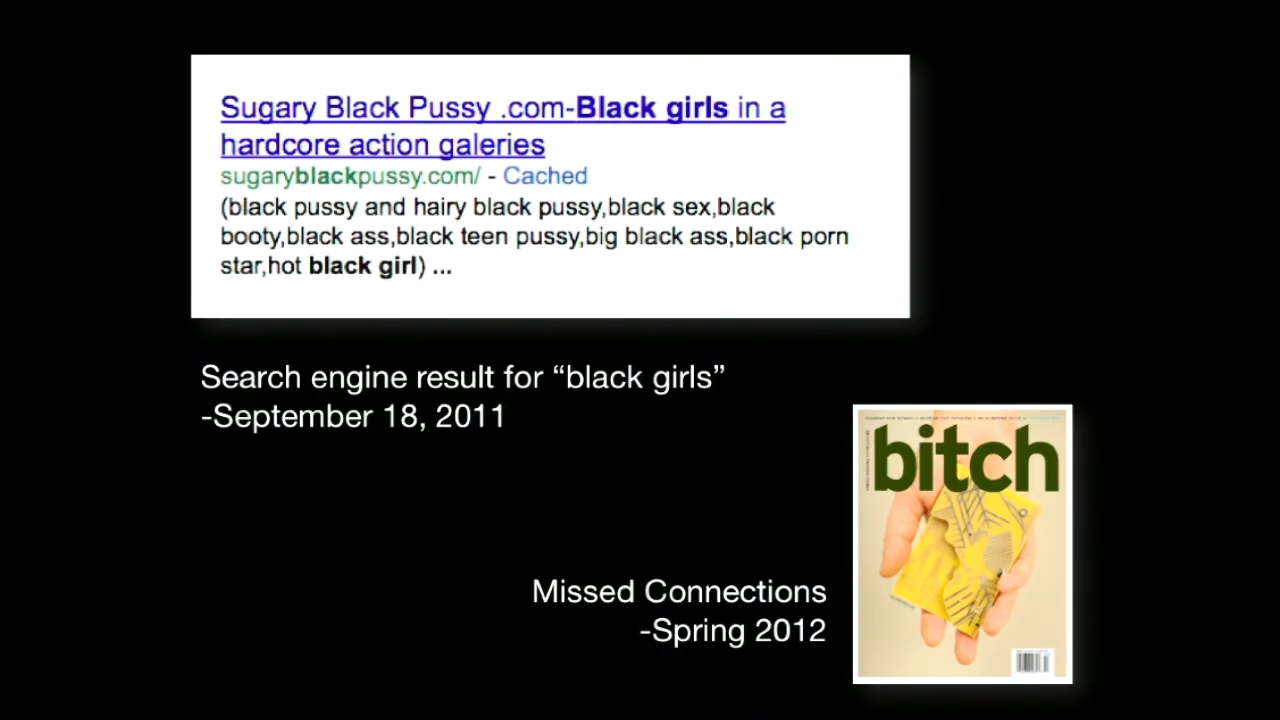 Sugary Black Pussy .com-Black girls in a
hardcore action galeries
sugaryblackpussy.com/ - Cached
(black pussy and hairy black pussy,black sex,black
booty,black ass,black teen pussy,big black ass,black porn
star,hot black girl) ...
Search engine result for “black girls”
-September 18, 2011
bitch
Missed Connections
-Spring 2012